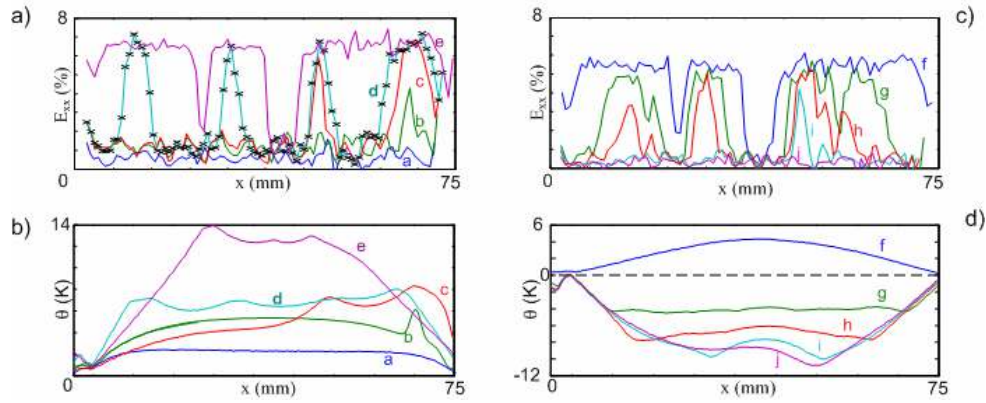 a)
8
E_xx (%)
a
b
c
d
e
0
x (mm)
75
c)
8
E_xx (%)
f
g
h
i
j
0
x (mm)
75
b)
14
θ (K)
e
d
c
b
a
0
0
x (mm)
75
d)
6
0
-12
θ (K)
f
g
h
i
j
x (mm)
75